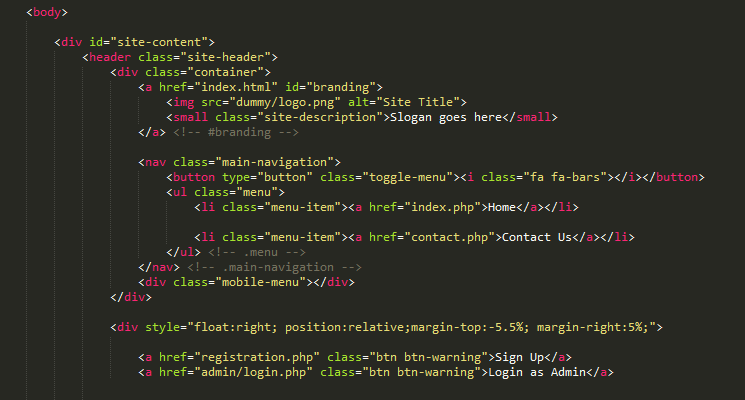 <body>
<div id="site-content">
<header class="site-header">
<div class="container">
<a href="index.html" id="branding">
<img src="dummy/logo.png" alt="Site Title">
<small class="site-description">Slogan goes here</small>
</a> <!-- #branding -->
<nav class="main-navigation">
<button type="button" class="toggle-menu"><i class="fa fa-bars"></i></button>
<ul class="menu">
<li class="menu-item"><a href="index.php">Home</a></li>
<li class="menu-item"><a href="contact.php">Contact Us</a></li>
</ul> <!-- .menu -->
</nav> <!-- .main-navigation -->
<div class="mobile-menu"></div>
</div>
<div style="float:right; position:relative;margin-top:-5.5%; margin-right:5%;">
<a href="registration.php" class="btn btn-warning">Sign Up</a>
<a href="admin/login.php" class="btn btn-warning">Login as Admin</a>